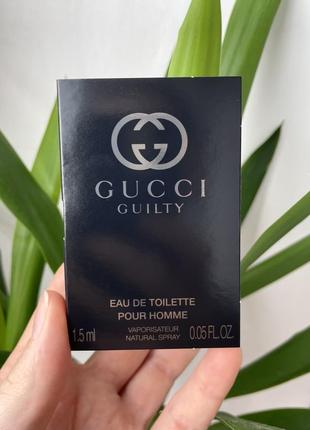 GUCCI
GUILTY
EAU DE TOILETTE
POUR HOMME
VAPORISATEUR
1.5 ml NATURAL SPRAY 0.05 FL.OZ.